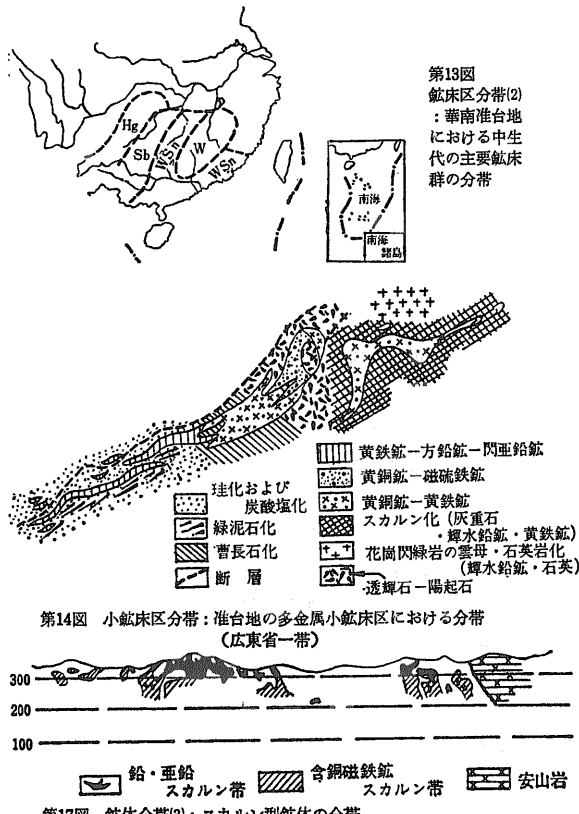 第13図
鉱床区分帯(2)
：華南准台地
における中生
代の主要鉱床
群の分帯
Hg
Sb
WSn
W
WSn
南海
南海
諸島
黄鉄鉱－方鉛鉱－閃亜鉛鉱
黄銅鉱－磁硫鉄鉱
黄銅鉱－黄鉄鉱
スカルン化 (灰重石
・輝水鉛鉱・黄鉄鉱)
花崗閃緑岩の雲母・石英岩化
(輝水鉛鉱・石英)
透輝石－陽起石
珪化および
炭酸塩化
緑泥石化
曹長石化
断層
第14図 小鉱床区分帯：准台地の多金属小鉱床区における分帯
(広東省一帯)
300
200
100
鉛・亜鉛
スカルン帯
含銅磁鉄鉱
スカルン帯
安山岩